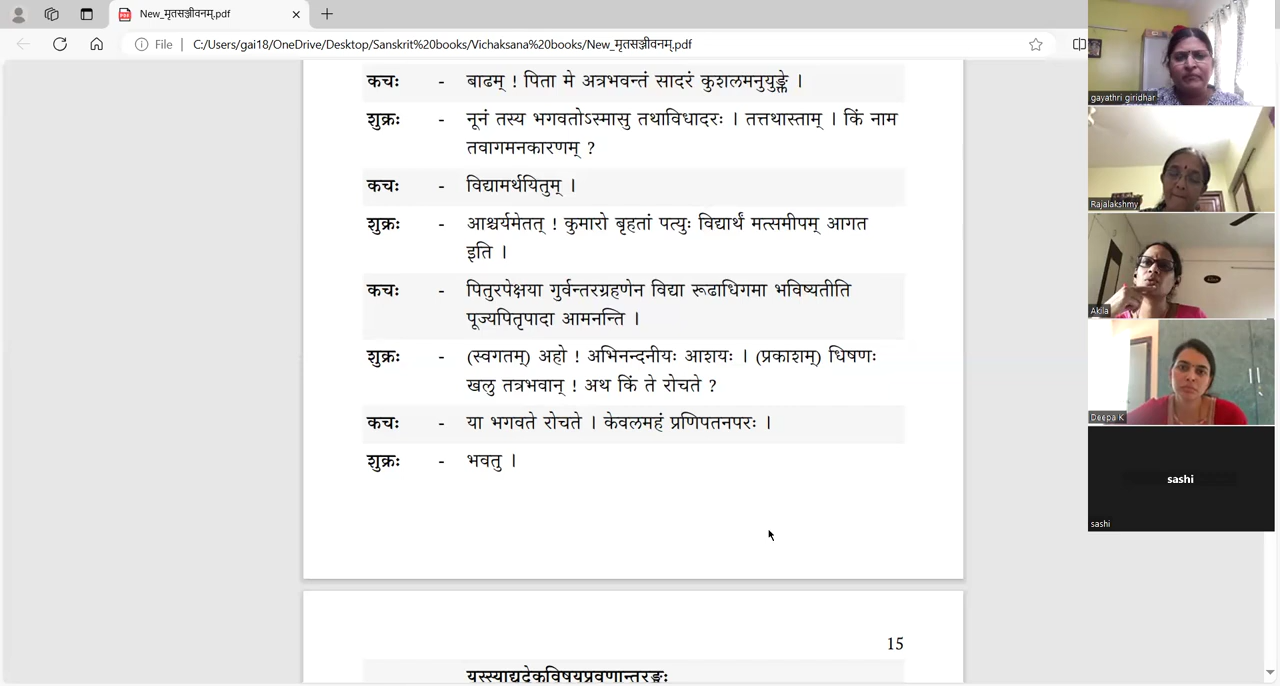 New_मृतसञ्जीवनम्.pdf
File C:/Users/gai18/OneDrive/Desktop/Sanskrit%20books/Vichaksana%20books/New_मृतसञ्जीवनम्.pdf
कचः - बाढम् ! पिता मे अत्रभवन्तं सादरं कुशलमनुयुङ्क्ते ।
शुक्रः - नूनं तस्य भगवतोऽस्मासु तथाविधादरः । तत्तथास्ताम् । किं नाम
तवागमनकारणम् ?
कचः - विद्यामर्थयितुम् ।
शुक्रः - आश्चर्यमेतत् ! कुमारो बृहतां पत्युः विद्यार्थं मत्समीपम् आगत
इति ।
कचः - पितुरपेक्षया गुर्वन्तरग्रहणेन विद्या रूढाधिगमा भविष्यतीति
पूज्यपितृपादा आमनन्ति ।
शुक्रः - (स्वगतम्) अहो ! अभिनन्दनीयः आशयः । (प्रकाशम्) धिषणः
खलु तत्रभवान् ! अथ किं ते रोचते ?
कचः - या भगवते रोचते । केवलमहं प्रणिपतनपरः ।
शुक्रः - भवतु ।
15
यस्स्याद्यदेकविषयप्रवणान्तरङ्गः
gayathri giridhar
Rajalakshmy
Akila
Deepa K
sashi
sashi